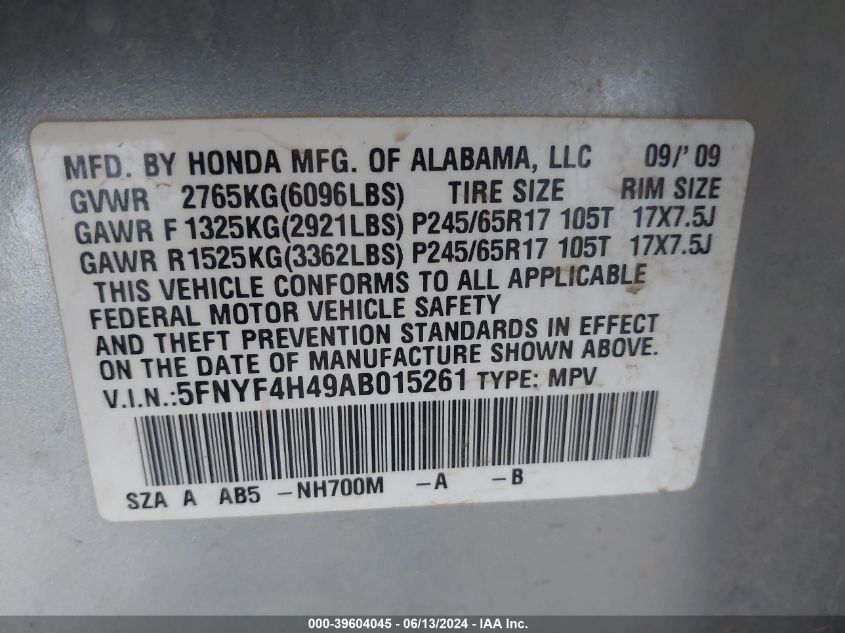 MFD. BY HONDA MFG. OF ALABAMA, LLC 09/'09
GVWR 2765KG(6096LBS) TIRE SIZE RIM SIZE
GAWR F 1325KG(2921LBS) P245/65R17 105T 17X7.5J
GAWR R1525KG(3362LBS) P245/65R17 105T 17X7.5J
THIS VEHICLE CONFORMS TO ALL APPLICABLE
FEDERAL MOTOR VEHICLE SAFETY
AND THEFT PREVENTION STANDARDS IN EFFECT
ON THE DATE OF MANUFACTURE SHOWN ABOVE.
V.I.N.:5FNYF4H49AB015261 TYPE: MPV
SZA A AB5 -NH700M -A -B
000-39604045 - 06/13/2024 - IAA Inc.